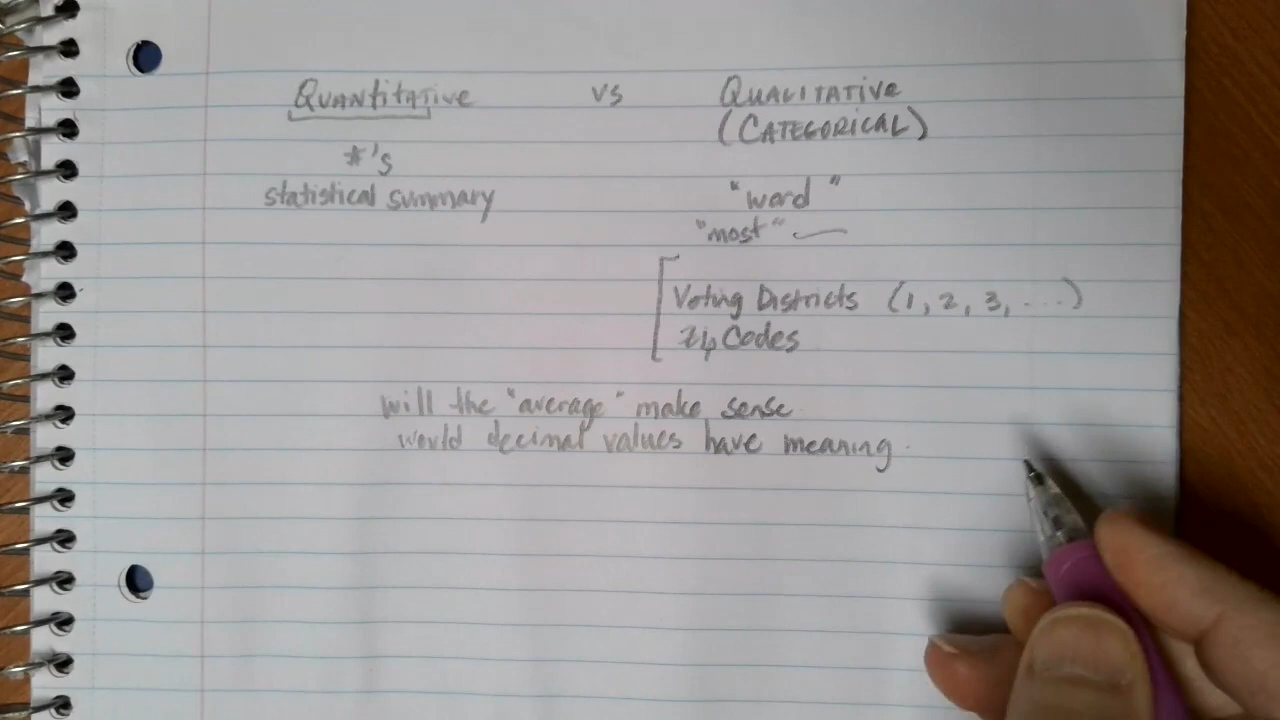 Quantitative vs Qualitative
(Categorical)
#'s
statistical summary
"word"
"most"
Voting Districts (1, 2, 3, ....)
Zip Codes
will the "average" make sense
would decimal values have meaning.